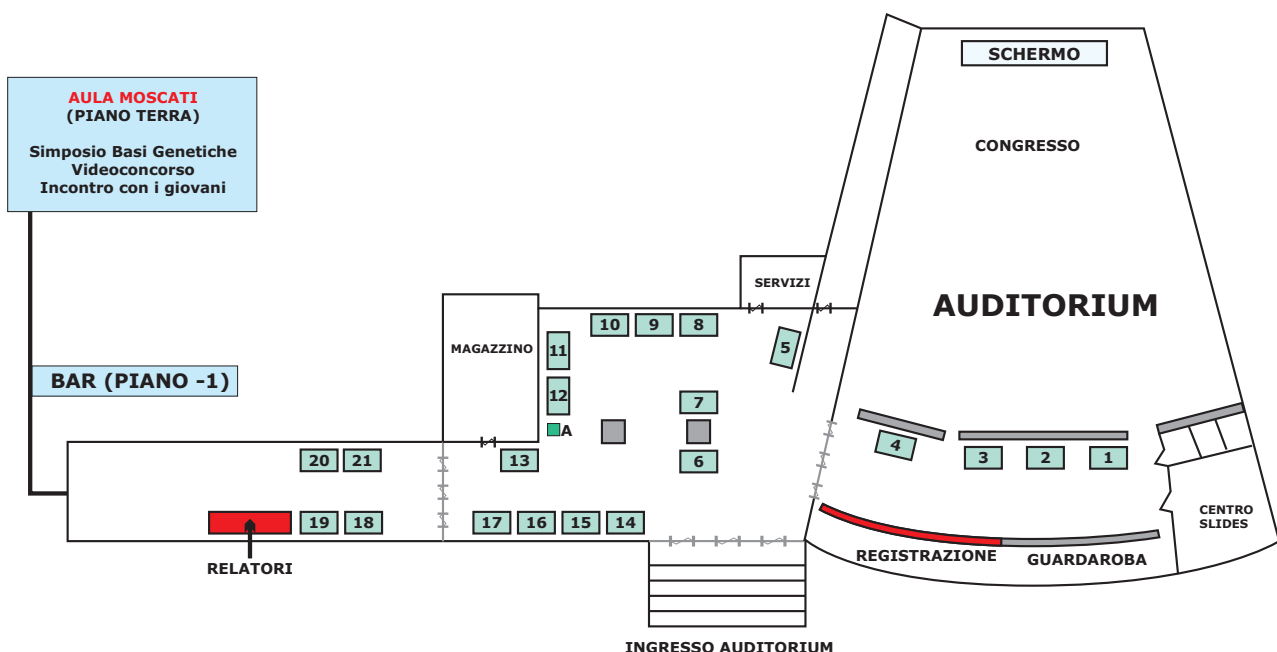 SCHERMO
AULA MOSCATI
(PIANO TERRA)
Simposio Basi Genetiche
Videoconcorso
Incontro con i giovani
CONGRESSO
SERVIZI
AUDITORIUM
10 9 8
5
11
MAGAZZINO
BAR (PIANO -1)
12
7
A
4
20 21
13
6
3 2 1
19 18
17 16 15 14
CENTRO
SLIDES
REGISTRAZIONE
GUARDAROBA
RELATORI
INGRESSO AUDITORIUM